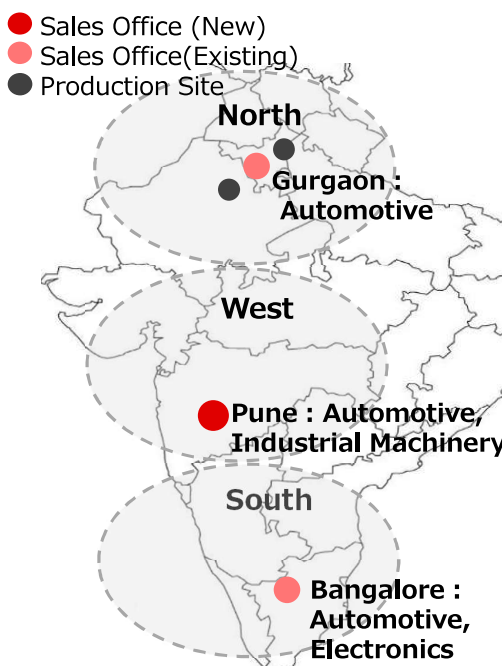 Sales Office (New)
Sales Office(Existing)
Production Site
North
Gurgaon :
Automotive
West
Pune : Automotive,
Industrial Machinery
South
Bangalore :
Automotive,
Electronics